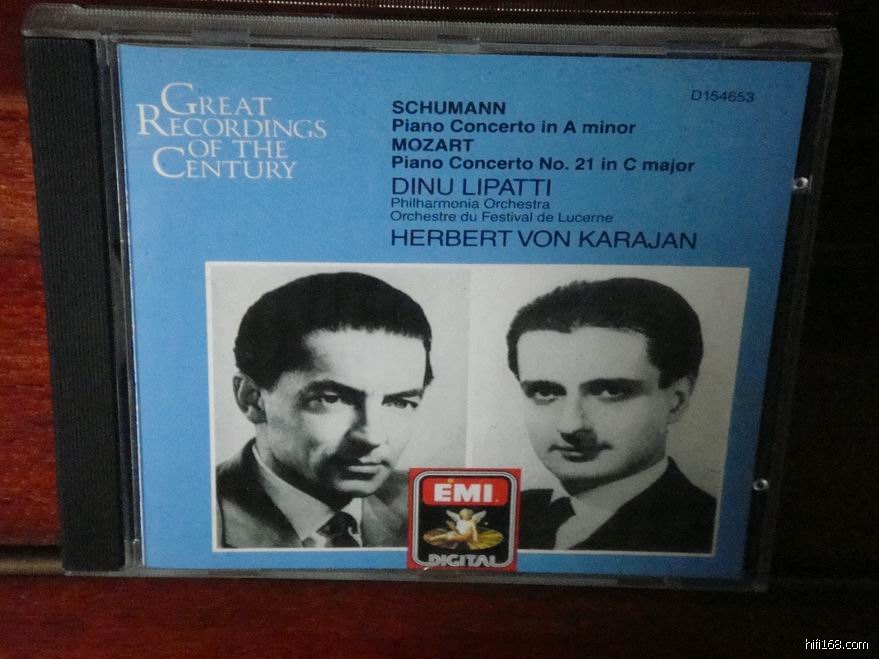 GREAT
RECORDINGS
OF THE
CENTURY
D154653
SCHUMANN
Piano Concerto in A minor
MOZART
Piano Concerto No. 21 in C major
DINU LIPATTI
Philharmonia Orchestra
Orchestre du Festival de Lucerne
HERBERT VON KARAJAN
EMI
DIGITAL
hifi168.com